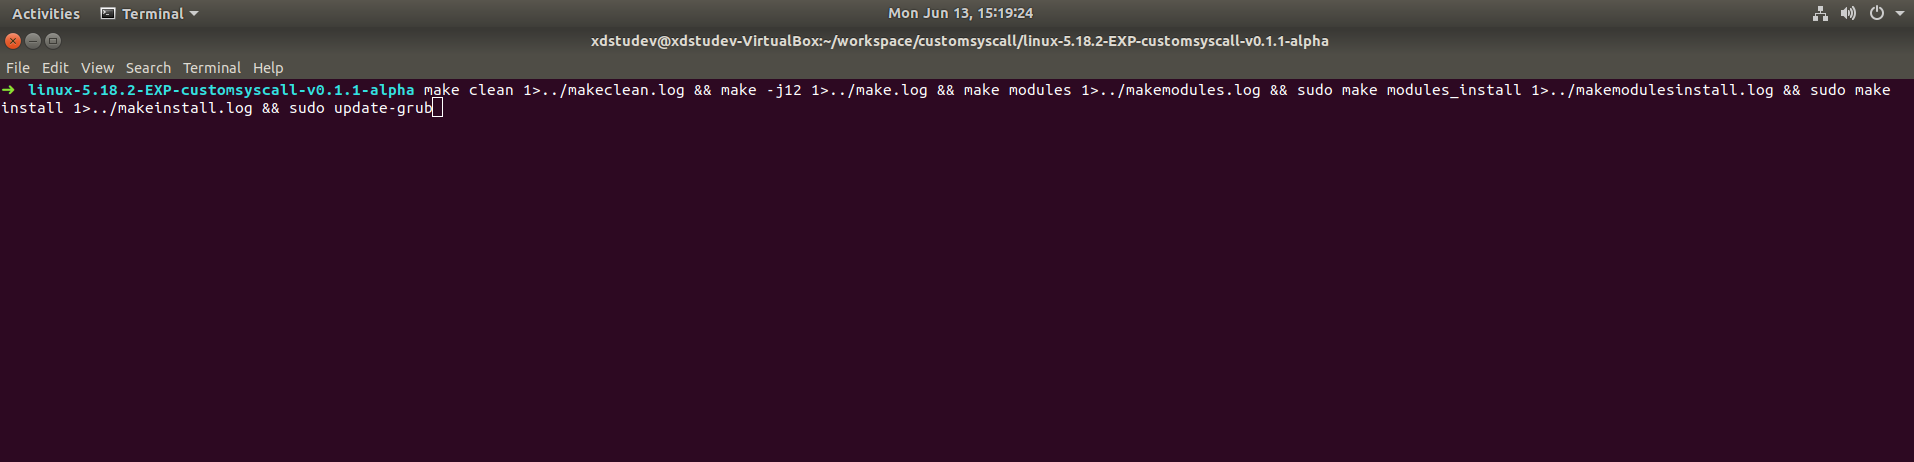 Activities Terminal Mon Jun 13, 15:19:24
xdstudev@xdstudev-VirtualBox:~/workspace/customsyscall/linux-5.18.2-EXP-customsyscall-v0.1.1-alpha
File Edit View Search Terminal Help
➜ linux-5.18.2-EXP-customsyscall-v0.1.1-alpha make clean 1>../makeclean.log && make -j12 1>../make.log && make modules 1>../makemodules.log && sudo make modules_install 1>../makemodulesinstall.log && sudo make
install 1>../makeinstall.log && sudo update-grub